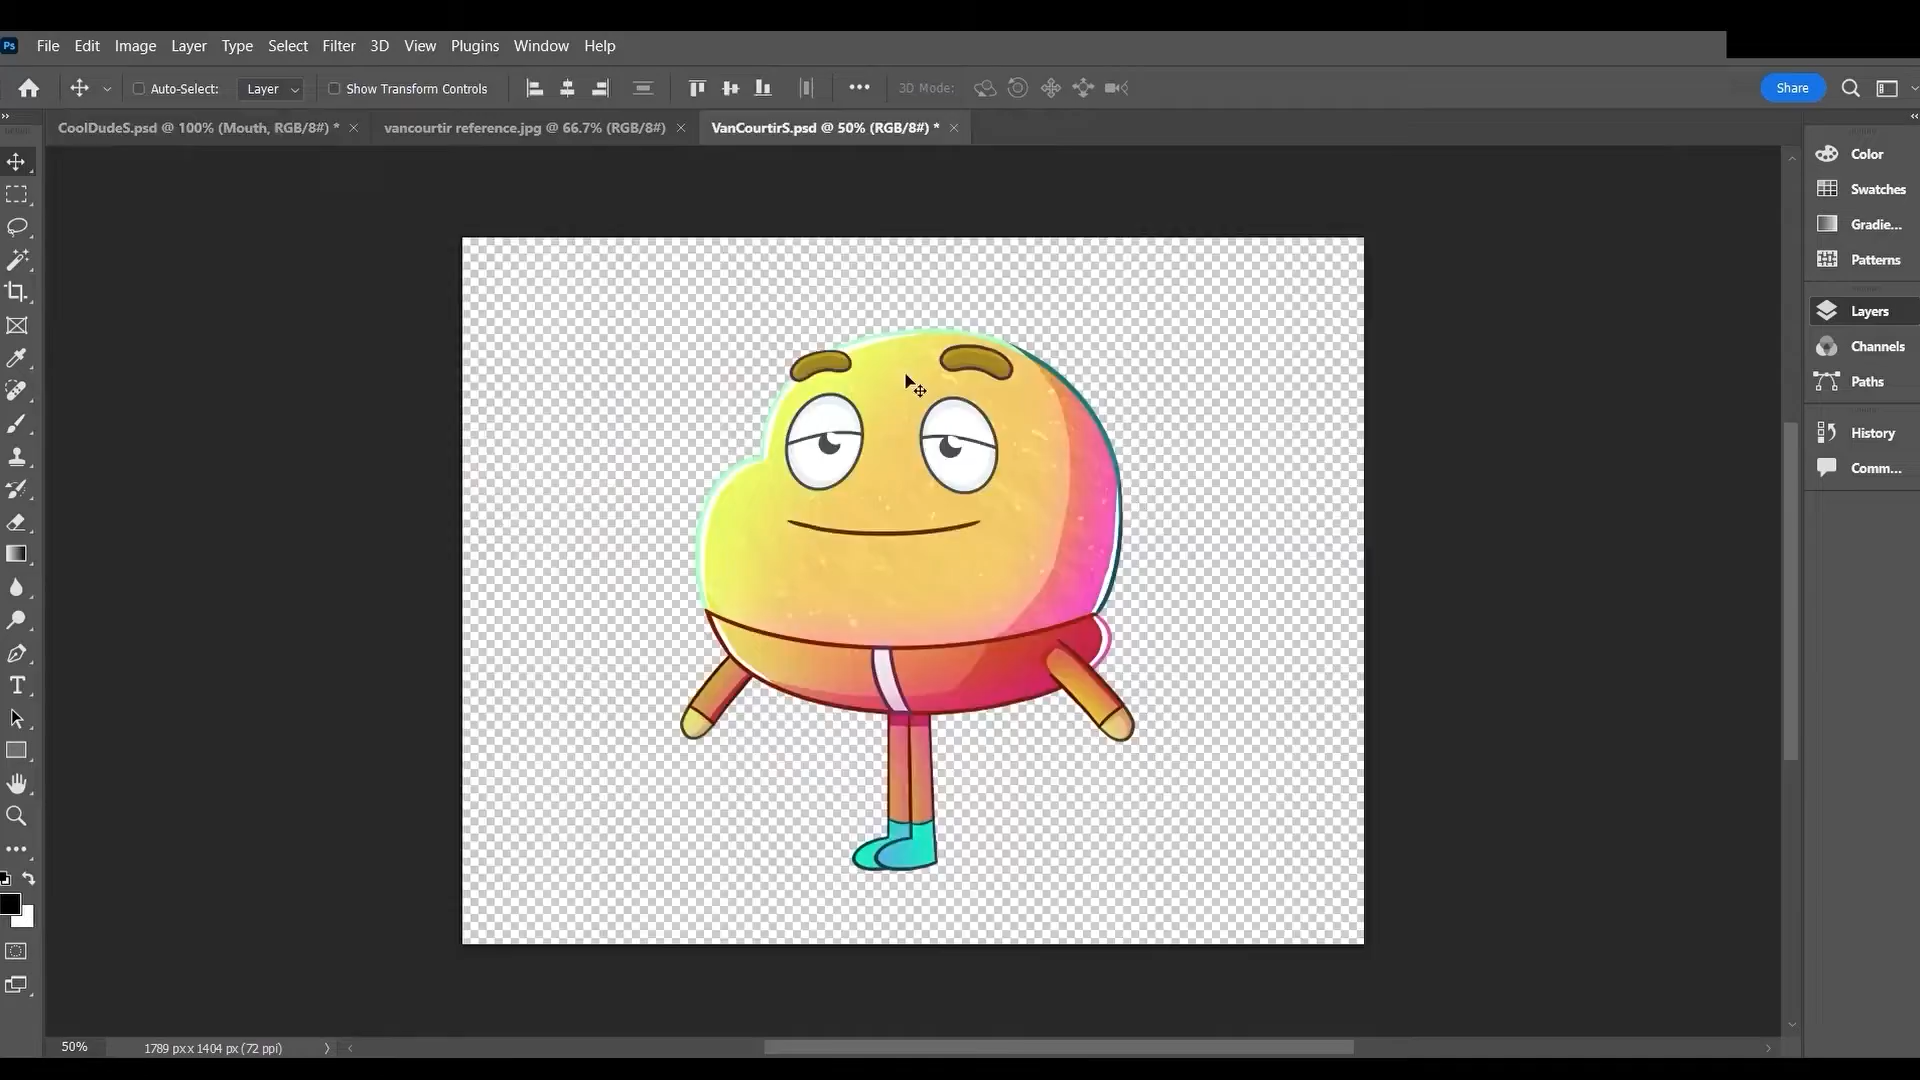 Ps File Edit Image Layer Type Select Filter 3D View Plugins Window Help
Auto-Select: Layer Show Transform Controls 3D Mode: Share
CoolDudeS.psd @ 100% (Mouth, RGB/8#) * vancourtir reference.jpg @ 66.7% (RGB/8#) VanCourtirS.psd @ 50% (RGB/8#) *
Color
Swatches
Gradie...
Patterns
Layers
Channels
Paths
History
Comm...
50% 1789 px x 1404 px (72 ppi)